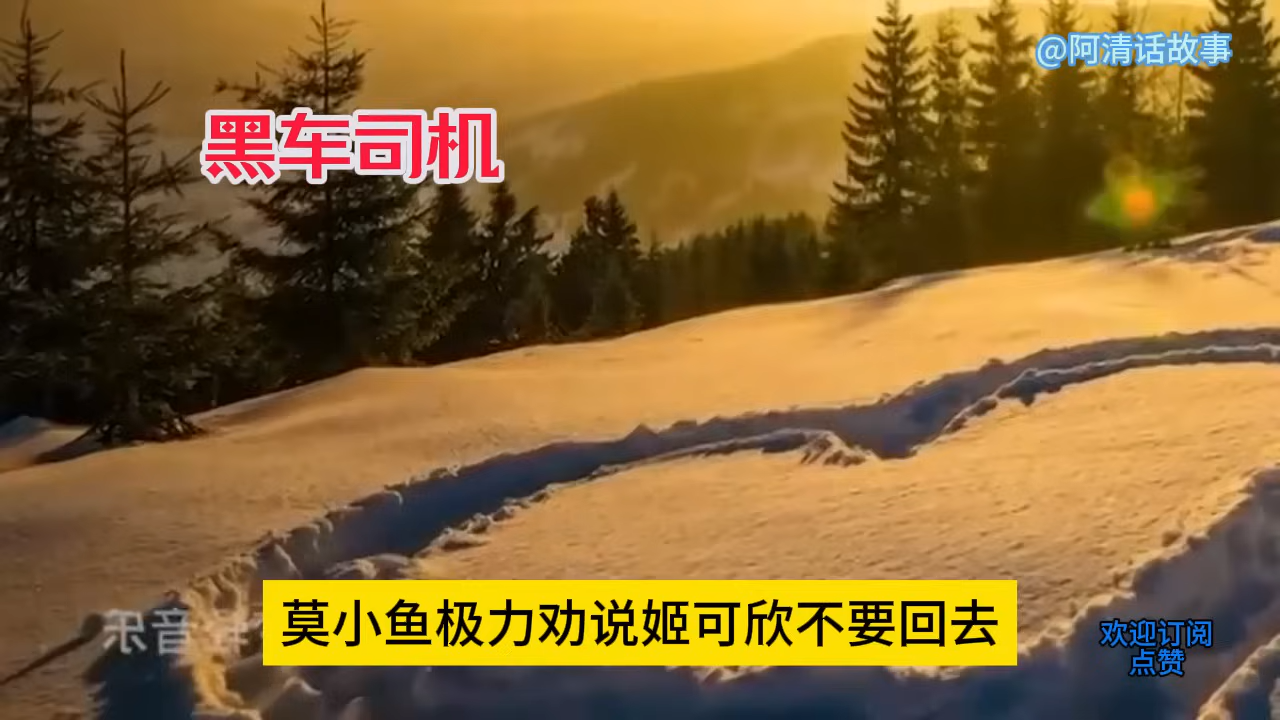 @阿清话故事
黑车司机
莫小鱼极力劝说姬可欣不要回去
欢迎订阅
点赞